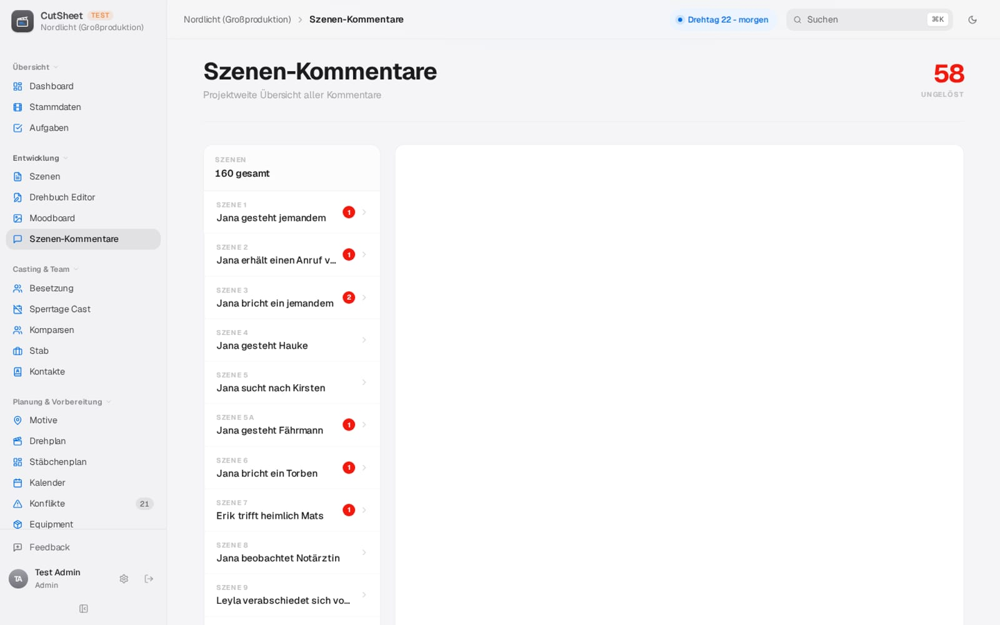 CutSheet TEST
Nordlicht (Großproduktion)
Übersicht
Dashboard
Stammdaten
Aufgaben
Entwicklung
Szenen
Drehbuch Editor
Moodboard
Szenen-Kommentare
Casting & Team
Besetzung
Sperrtage Cast
Komparsen
Stab
Kontakte
Planung & Vorbereitung
Motive
Drehplan
Stäbchenplan
Kalender
Konflikte 21
Equipment
Feedback
TA
Test Admin
Admin
Nordlicht (Großproduktion) Szenen-Kommentare
Drehtag 22 - morgen
Suchen ⌘K
Szenen-Kommentare
Projektweite Übersicht aller Kommentare
58
UNGELÖST
SZENEN
160 gesamt
SZENE 1
Jana gesteht jemandem 1
SZENE 2
Jana erhält einen Anruf v... 1
SZENE 3
Jana bricht ein jemandem 2
SZENE 4
Jana gesteht Hauke
SZENE 5
Jana sucht nach Kirsten
SZENE 5A
Jana gesteht Fährmann 1
SZENE 6
Jana bricht ein Torben 1
SZENE 7
Erik trifft heimlich Mats 1
SZENE 8
Jana beobachtet Notärztin
SZENE 9
Leyla verabschiedet sich vo...